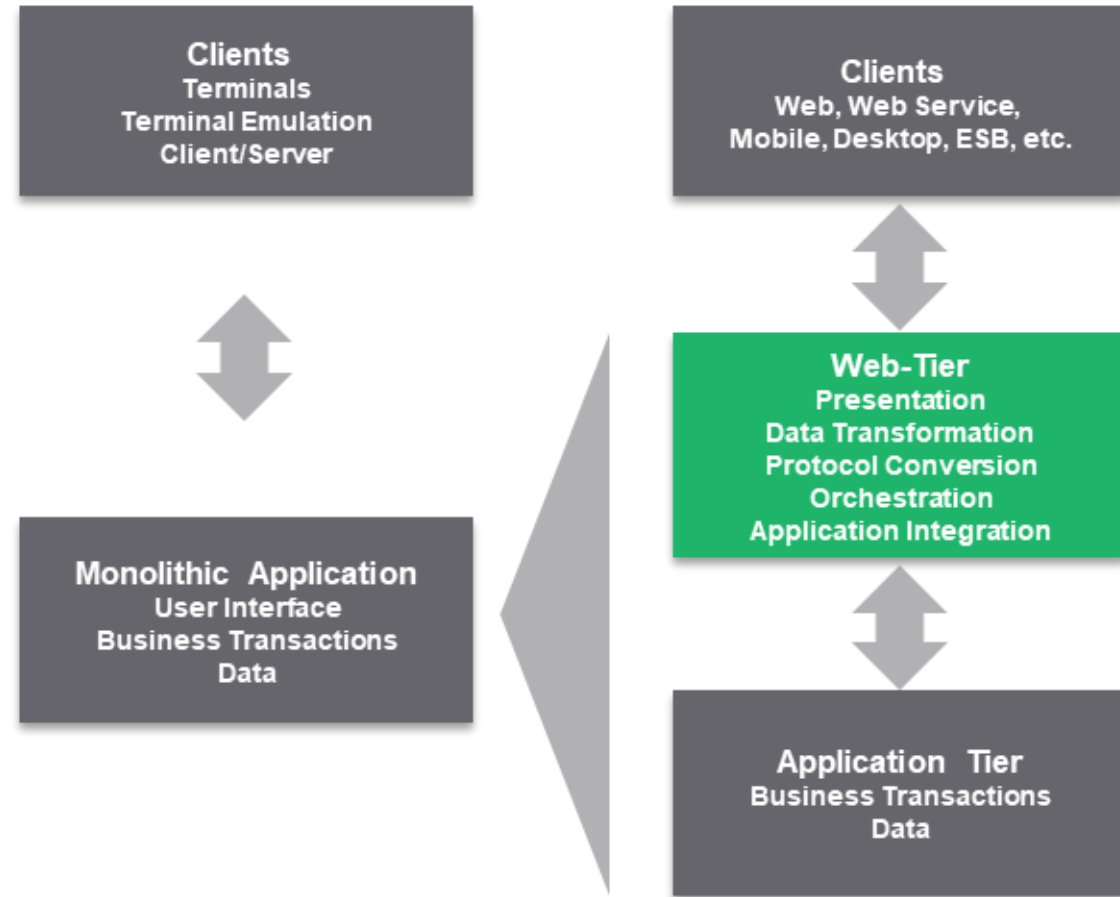 Clients
Terminals
Terminal Emulation
Client/Server
Monolithic Application
User Interface
Business Transactions
Data
Clients
Web, Web Service,
Mobile, Desktop, ESB, etc.
Web-Tier
Presentation
Data Transformation
Protocol Conversion
Orchestration
Application Integration
Application Tier
Business Transactions
Data